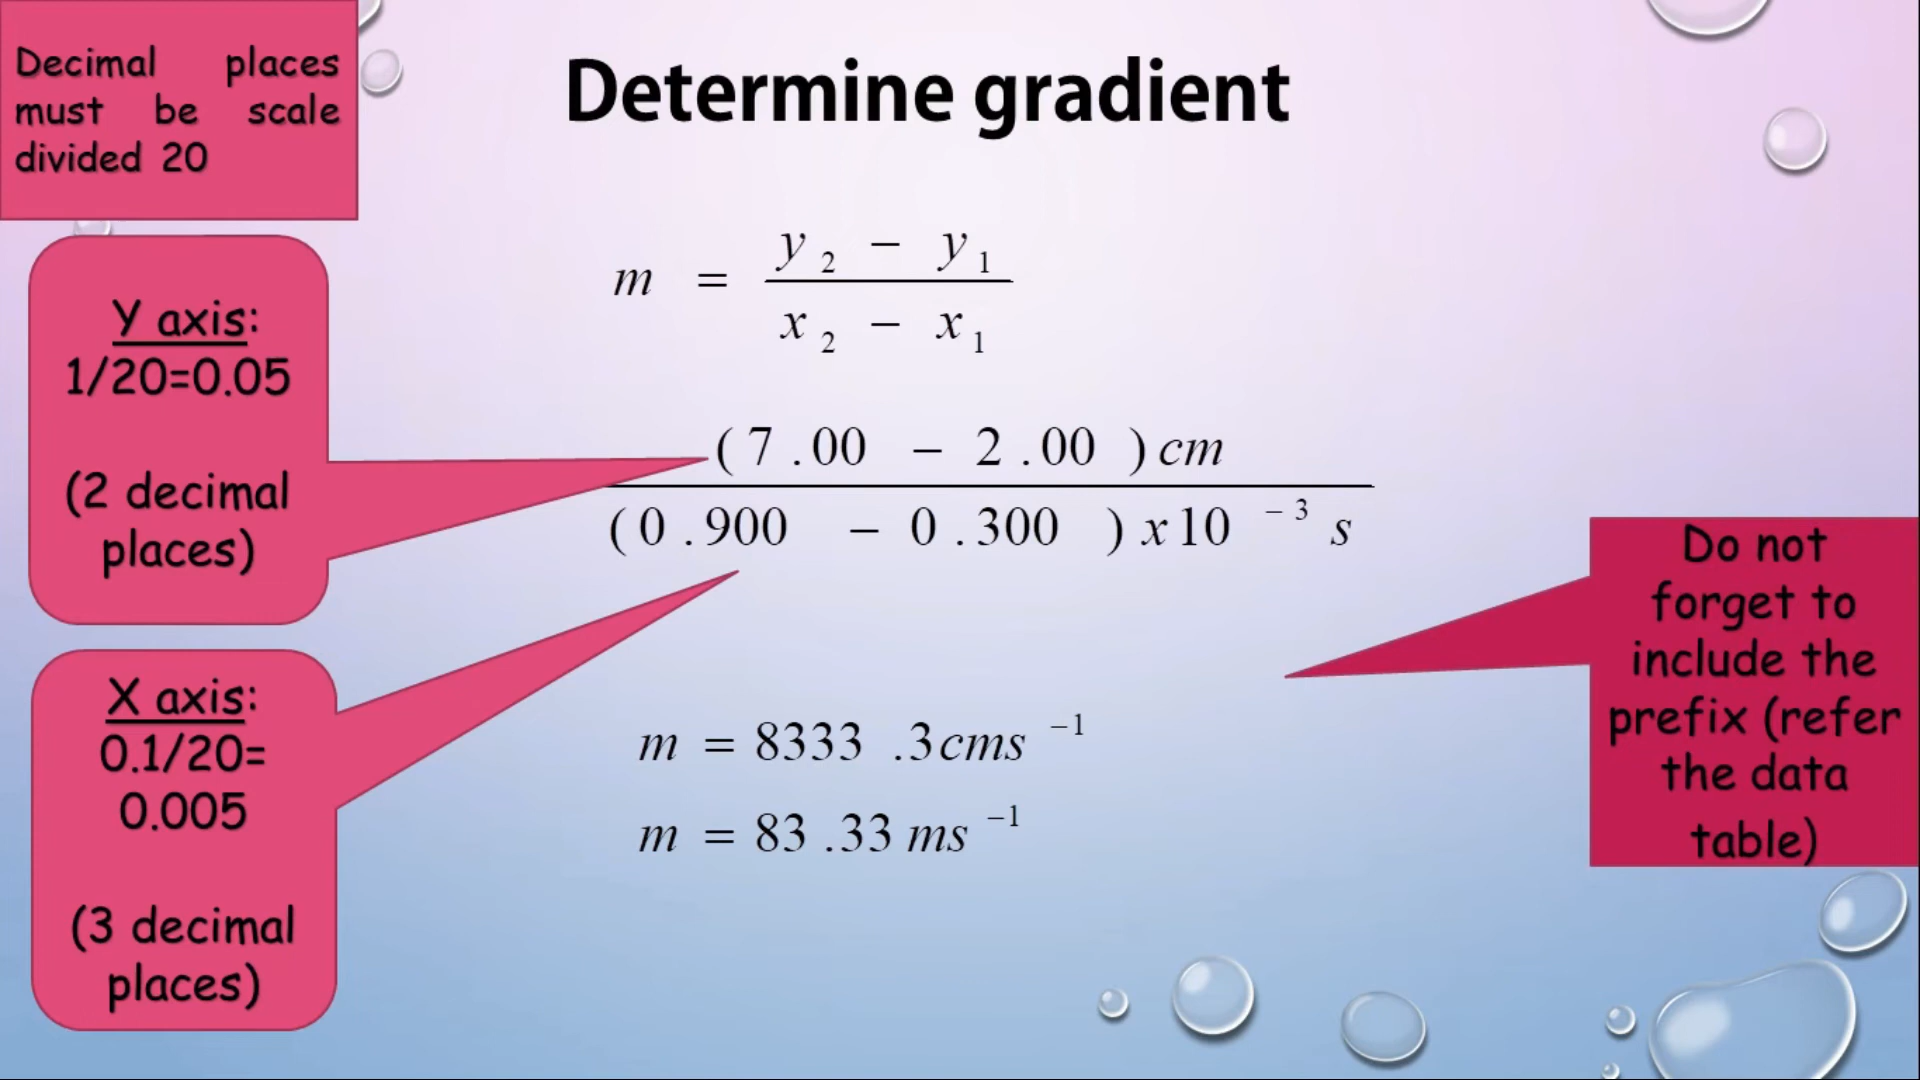 Decimal places
must be scale
divided 20
Determine gradient
Y axis:
1/20=0.05
(2 decimal
places)
X axis:
0.1/20=
0.005
(3 decimal
places)
m = y₂ − y₁
x₂ − x₁
(7.00 − 2.00) cm
(0.900 − 0.300) x10⁻³ s
m = 8333.3cms⁻¹
m = 83.33 ms⁻¹
Do not
forget to
include the
prefix (refer
the data
table)